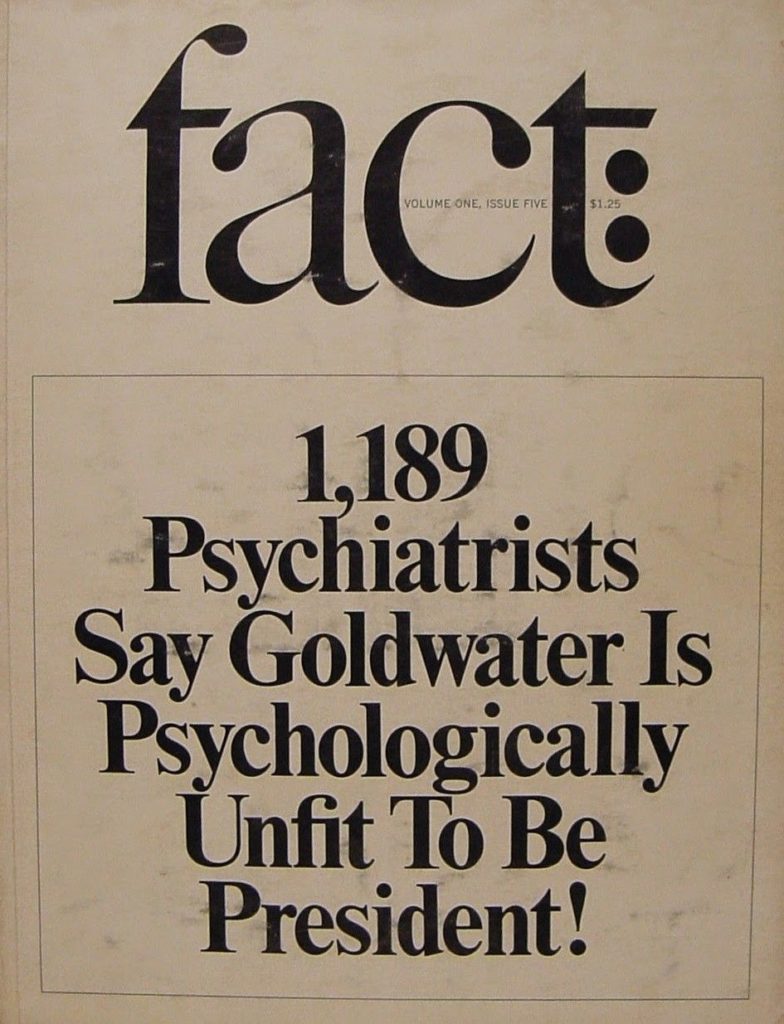 fact:
VOLUME ONE, ISSUE FIVE $1.25
1,189
Psychiatrists
Say Goldwater Is
Psychologically
Unfit To Be
President!